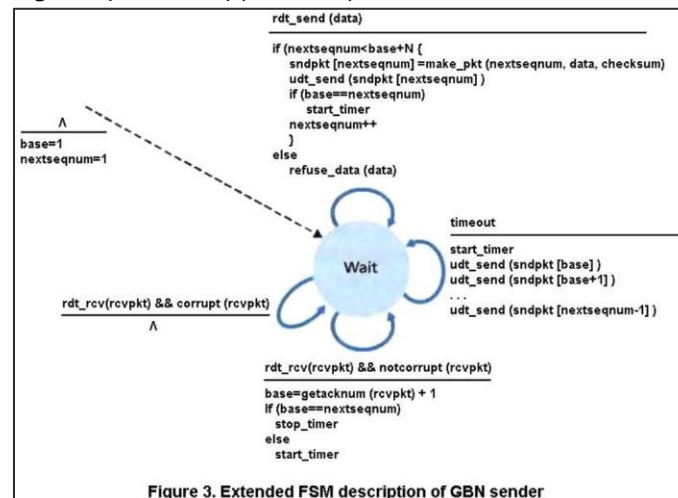 rdt_send (data)
if (nextseqnum<base+N {
sndpkt [nextseqnum] =make_pkt (nextseqnum, data, checksum)
udt_send (sndpkt [nextseqnum] )
if (base==nextseqnum)
start_timer
nextseqnum++
}
else
refuse_data (data)
Λ
base=1
nextseqnum=1
timeout
start_timer
udt_send (sndpkt [base] )
udt_send (sndpkt [base+1] )
. . .
udt_send (sndpkt [nextseqnum-1] )
Wait
rdt_rcv(rcvpkt) && corrupt (rcvpkt)
Λ
rdt_rcv(rcvpkt) && notcorrupt (rcvpkt)
base=getacknum (rcvpkt) + 1
If (base==nextseqnum)
stop_timer
else
start_timer
Figure 3. Extended FSM description of GBN sender